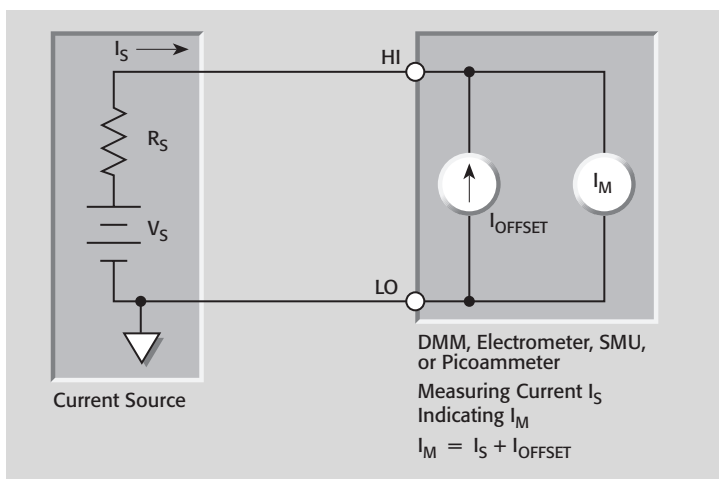 I_S
HI
R_S
I_M
V_S
I_OFFSET
LO
DMM, Electrometer, SMU,
or Picoammeter
Current Source
Measuring Current I_S
Indicating I_M
I_M = I_S + I_OFFSET